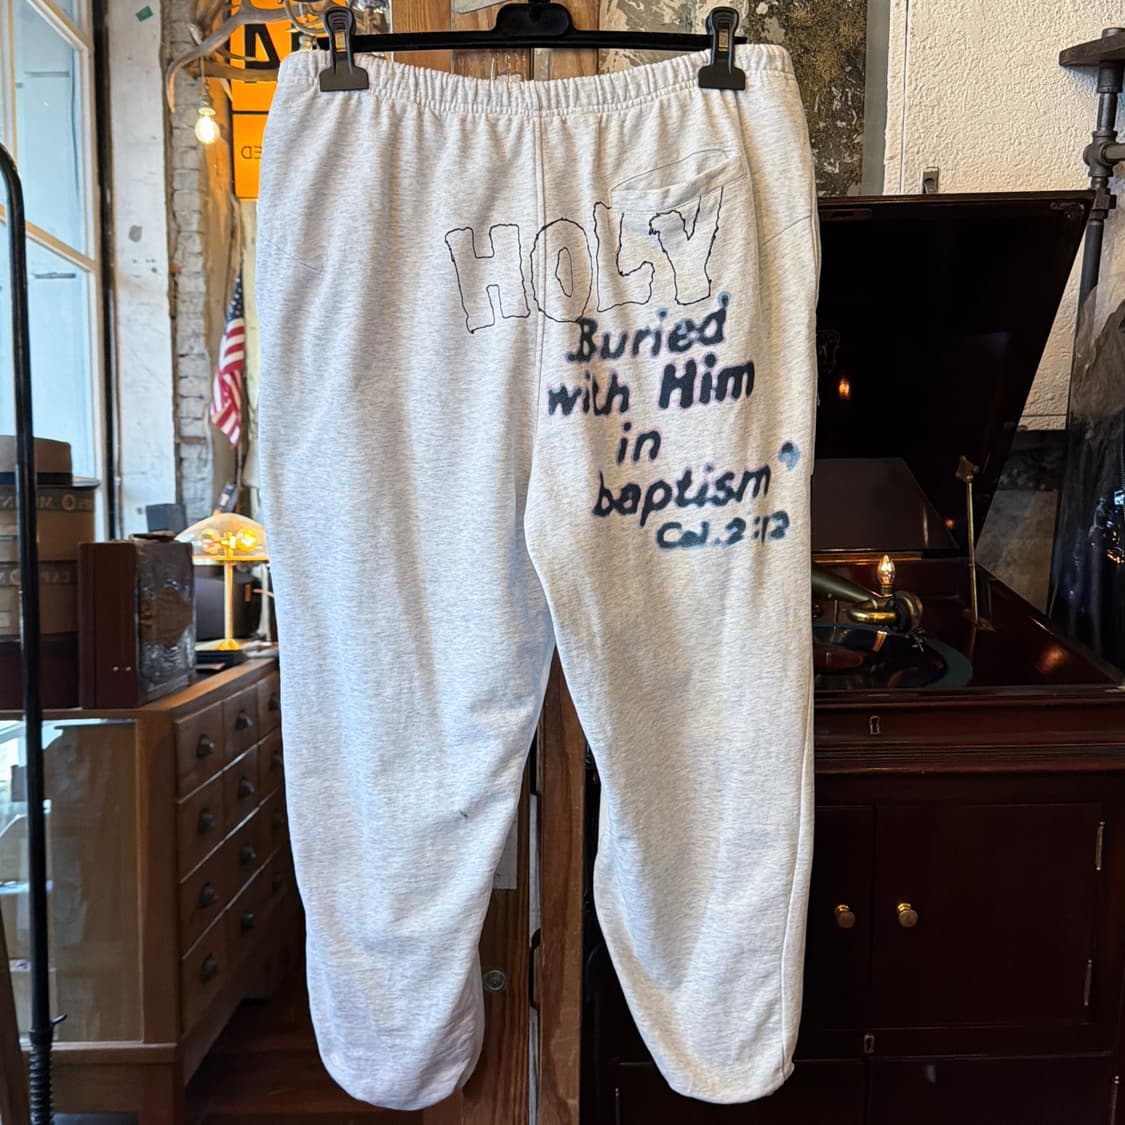 HOLY
Buried
with Him
in
baptism"
Col. 2:12